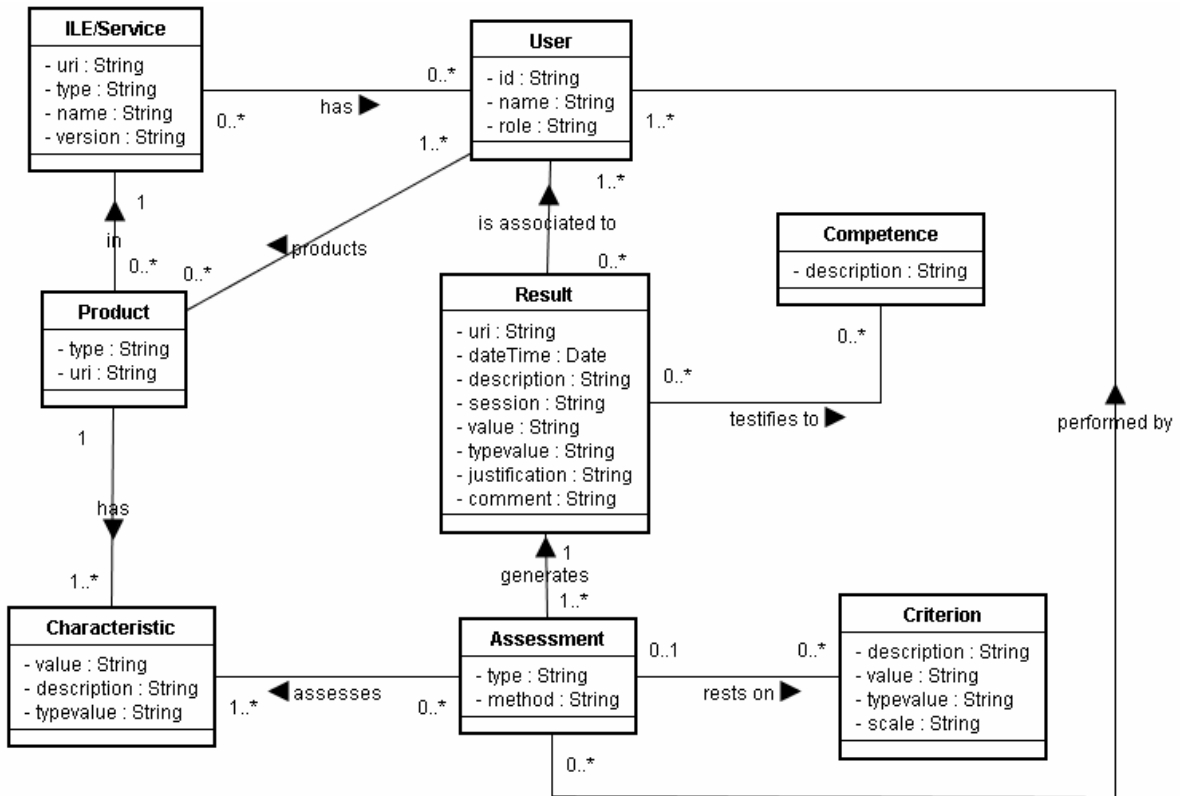 ILE/Service
- uri : String
- type : String
- name : String
- version : String
User
- id : String
- name : String
- role : String
0..*
0..*
has
1..*
1..*
1
in
0..*
products
0..*
1..*
is associated to
0..*
Competence
- description : String
0..*
Product
- type : String
- uri : String
Result
- uri : String
- dateTime : Date
- description : String
- session : String
- value : String
- typevalue : String
- justification : String
- comment : String
0..*
testifies to
performed by
1
has
1..*
1
generates
1..*
Characteristic
- value : String
- description : String
- typevalue : String
1..*
assesses
0..*
Assessment
- type : String
- method : String
0..1
rests on
0..*
Criterion
- description : String
- value : String
- typevalue : String
- scale : String
0..*